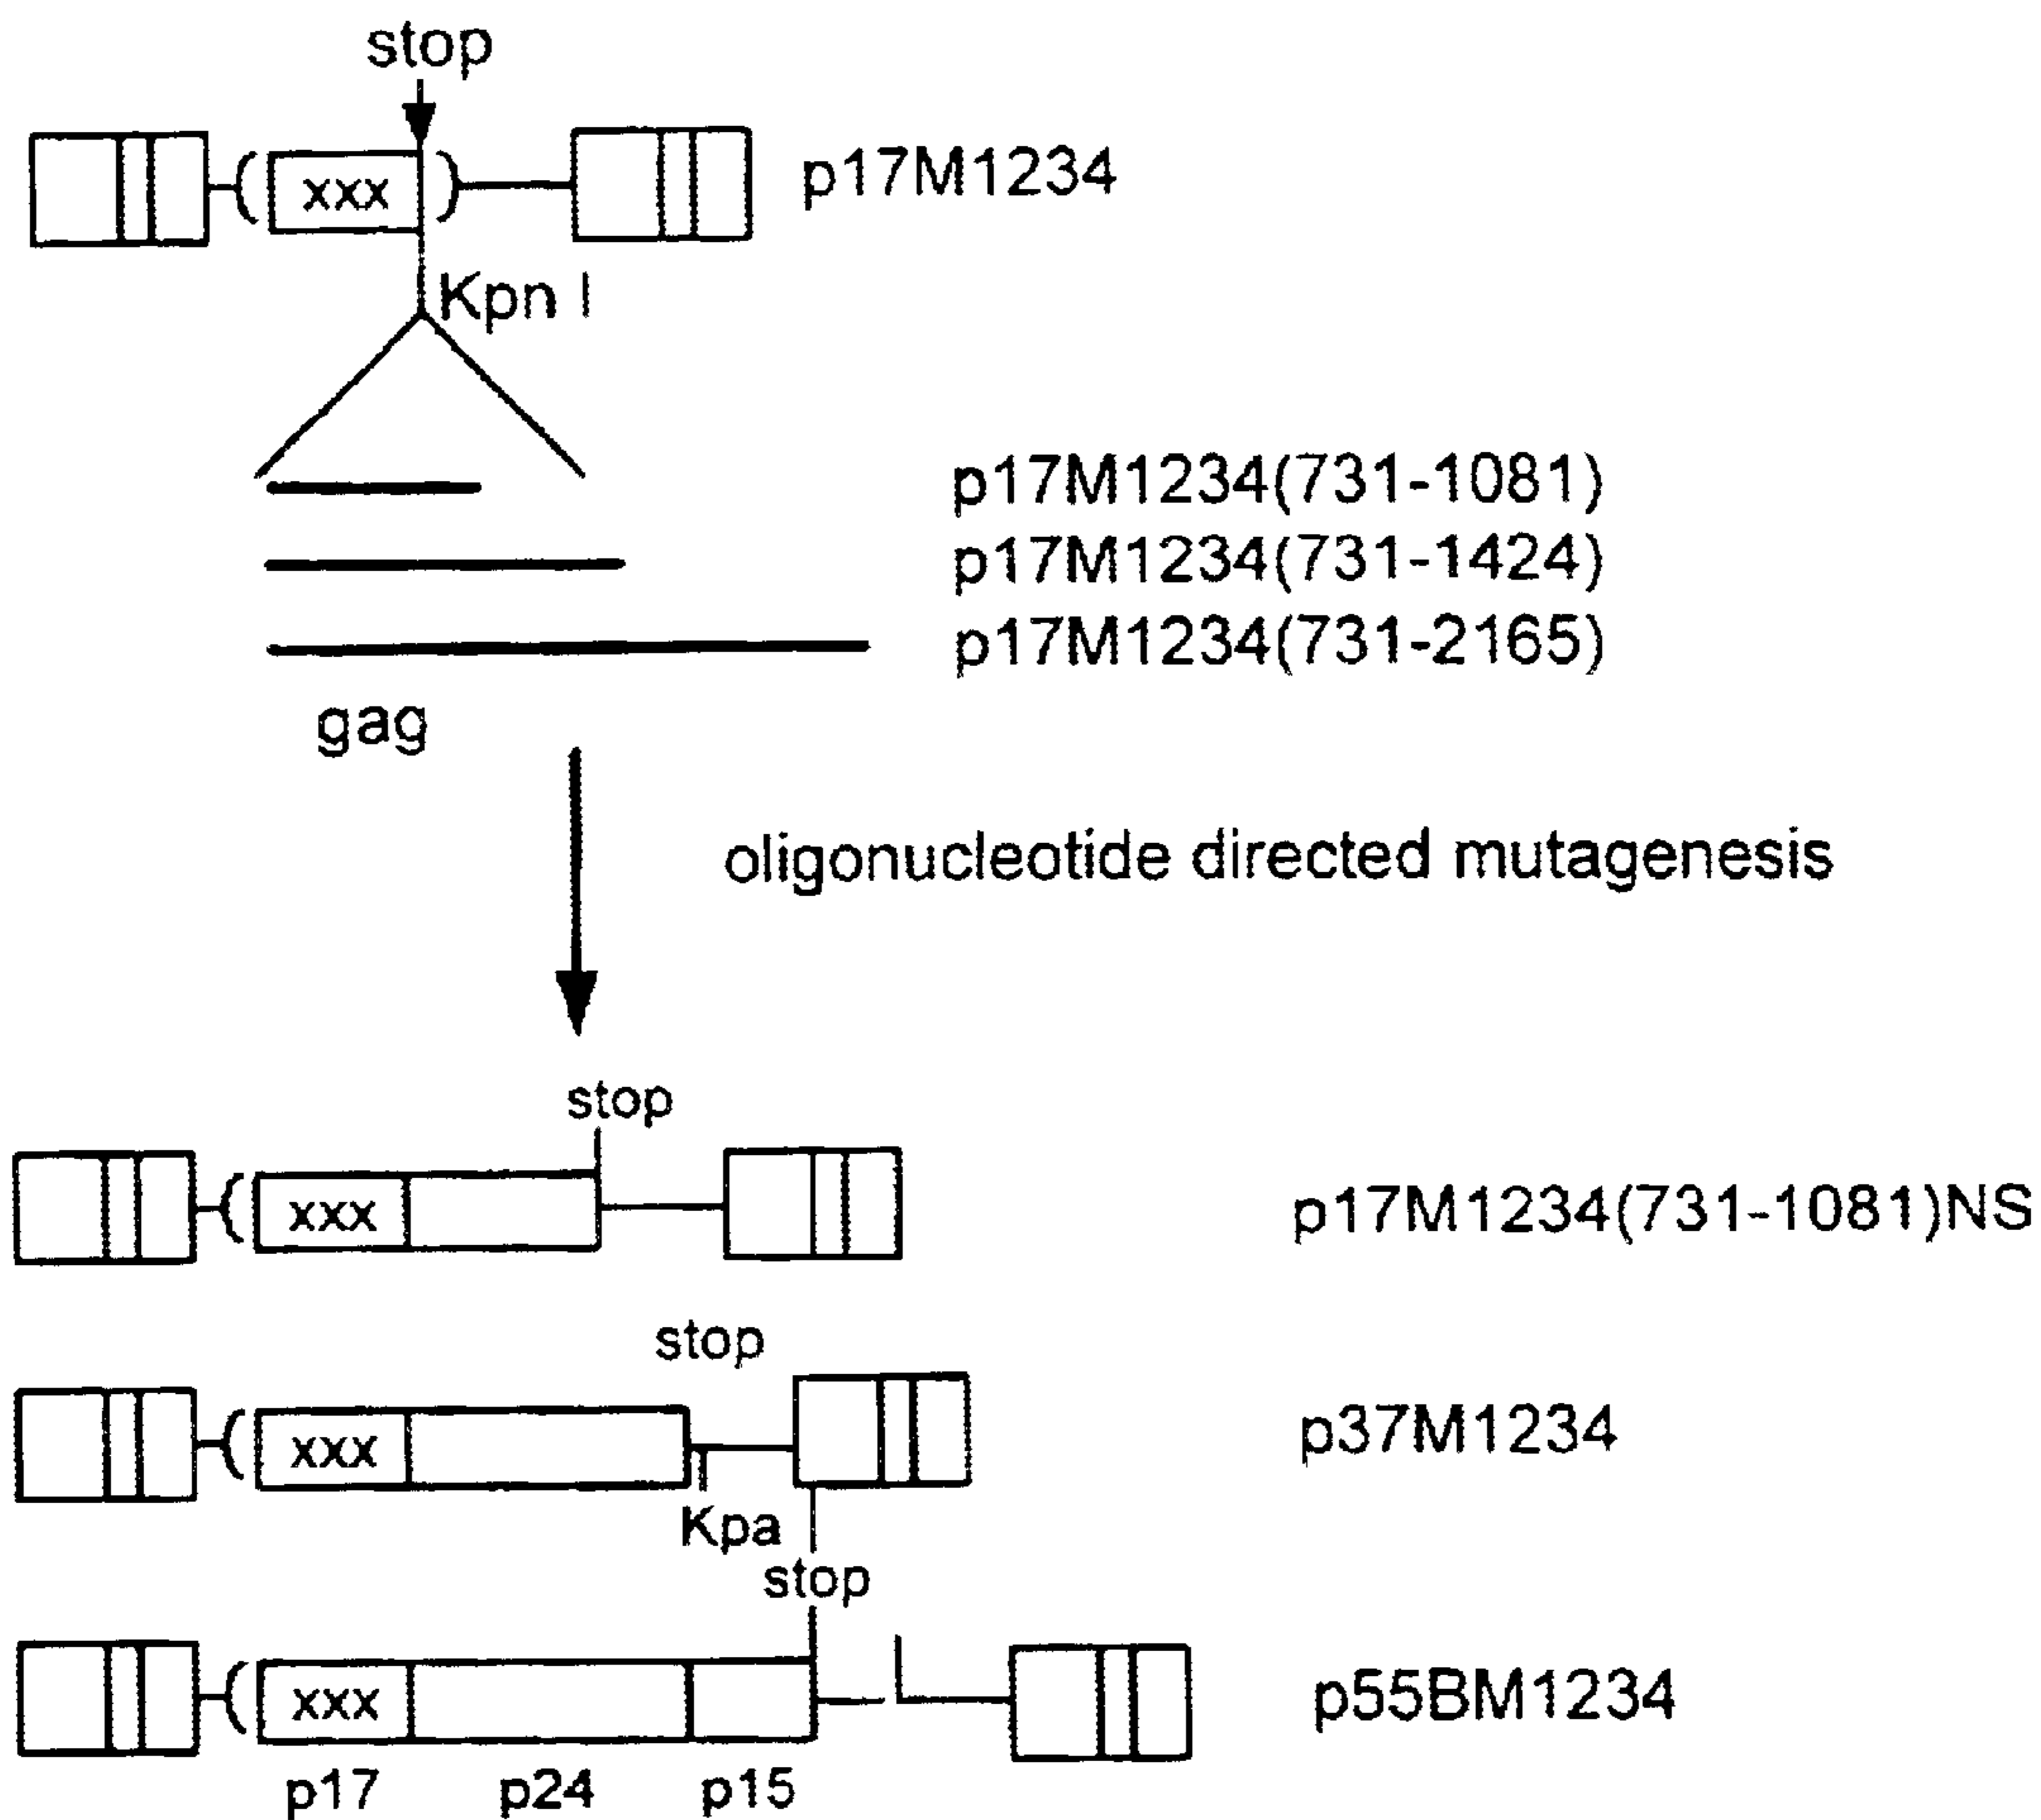 stop
xxx
p17M1234
Kpn I
p17M1234(731-1081)
p17M1234(731-1424)
p17M1234(731-2165)
gag
oligonucleotide directed mutagenesis
stop
xxx
p17M1234(731-1081)NS
stop
xxx
p37M1234
Kpa
stop
xxx
p55BM1234
p17 p24 p15